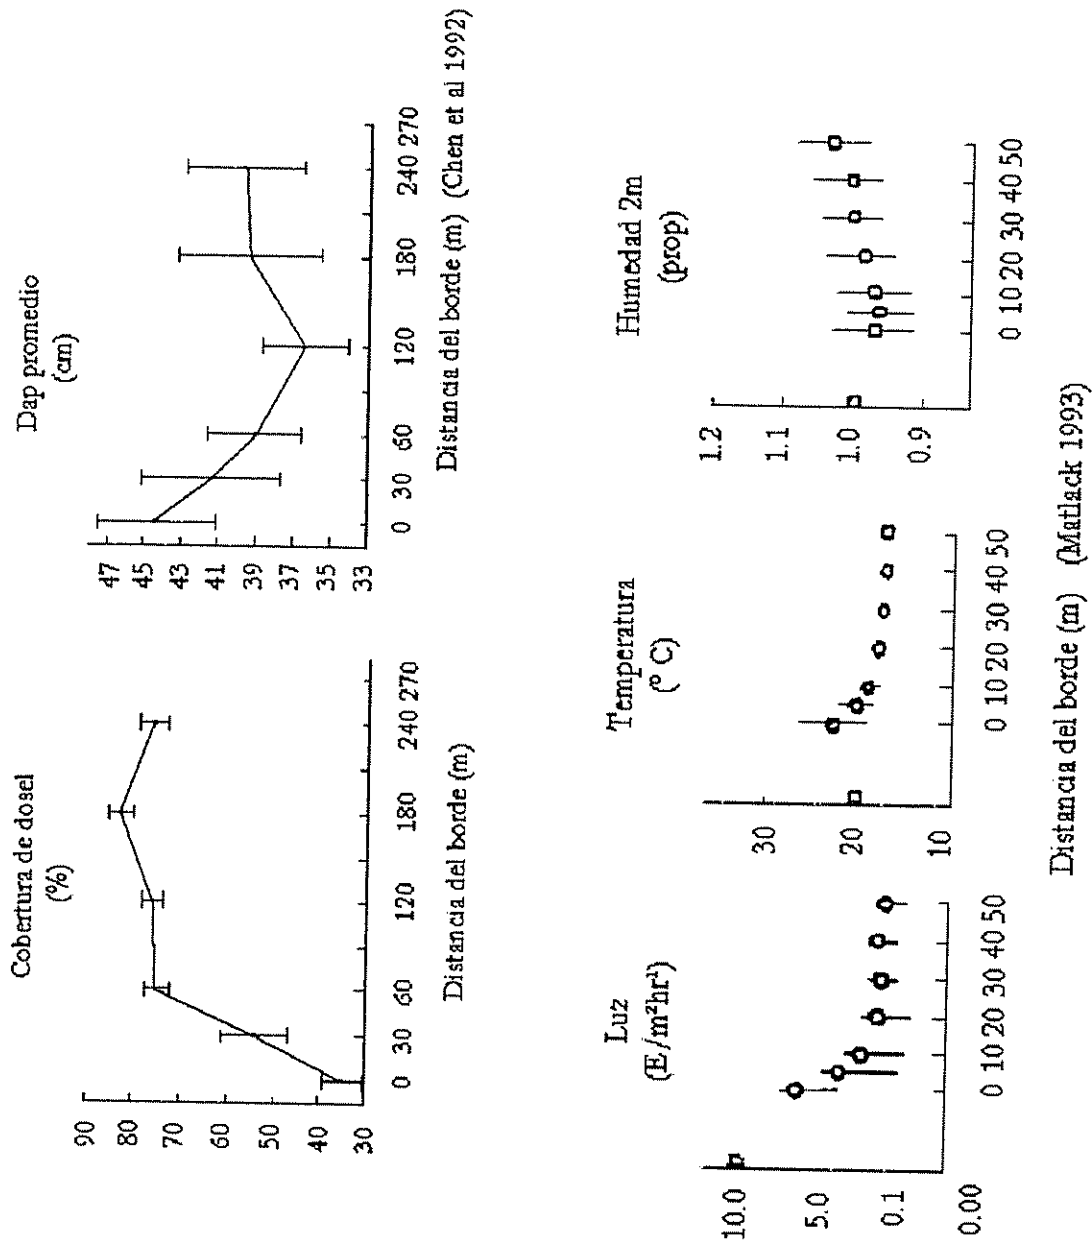 Cobertura de dosel
(%)
90
80
70
60
50
40
30
0 30 60 120 180 240 270
Distancia del borde (m)
Dap promedio
(cm)
47
45
43
41
39
37
35
33
0 30 60 120 180 240 270
Distancia del borde (m) (Chen et al 1992)
Luz
(E/m²hr¹)
10.0
5.0
0.1
0.00
0 10 20 30 40 50
Temperatura
(° C)
30
20
10
0 10 20 30 40 50
Humedad 2m
(prop)
1.2
1.1
1.0
0.9
0 10 20 30 40 50
Distancia del borde (m) (Matlack 1993)